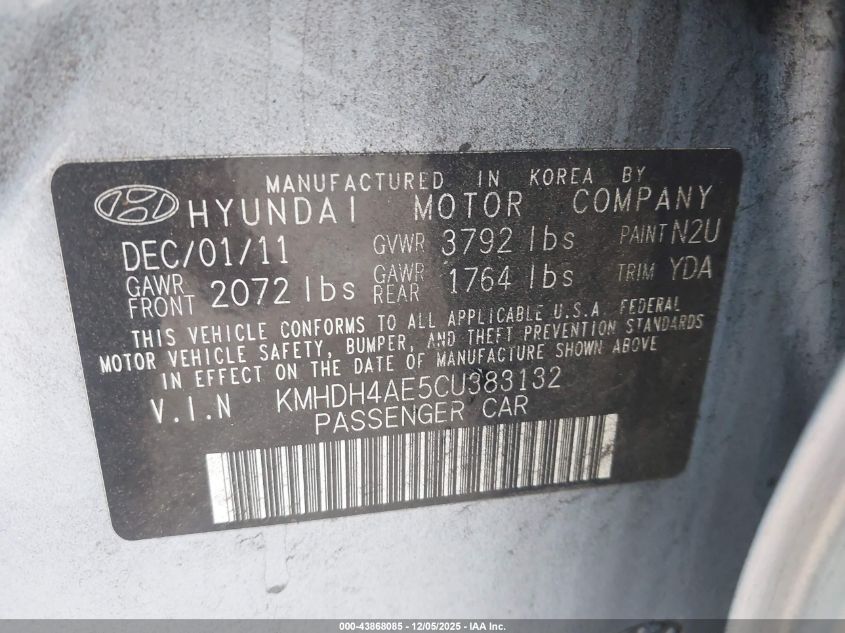 MANUFACTURED IN KOREA BY
HYUNDAI MOTOR COMPANY
DEC/01/11 GVWR 3792 lbs PAINT N2U
GAWR FRONT 2072 lbs GAWR REAR 1764 lbs TRIM YDA
THIS VEHICLE CONFORMS TO ALL APPLICABLE U.S.A. FEDERAL
MOTOR VEHICLE SAFETY, BUMPER, AND THEFT PREVENTION STANDARDS
IN EFFECT ON THE DATE OF MANUFACTURE SHOWN ABOVE
V.I.N KMHDH4AE5CU383132
PASSENGER CAR
000-43868085 - 12/05/2025 - IAA Inc.